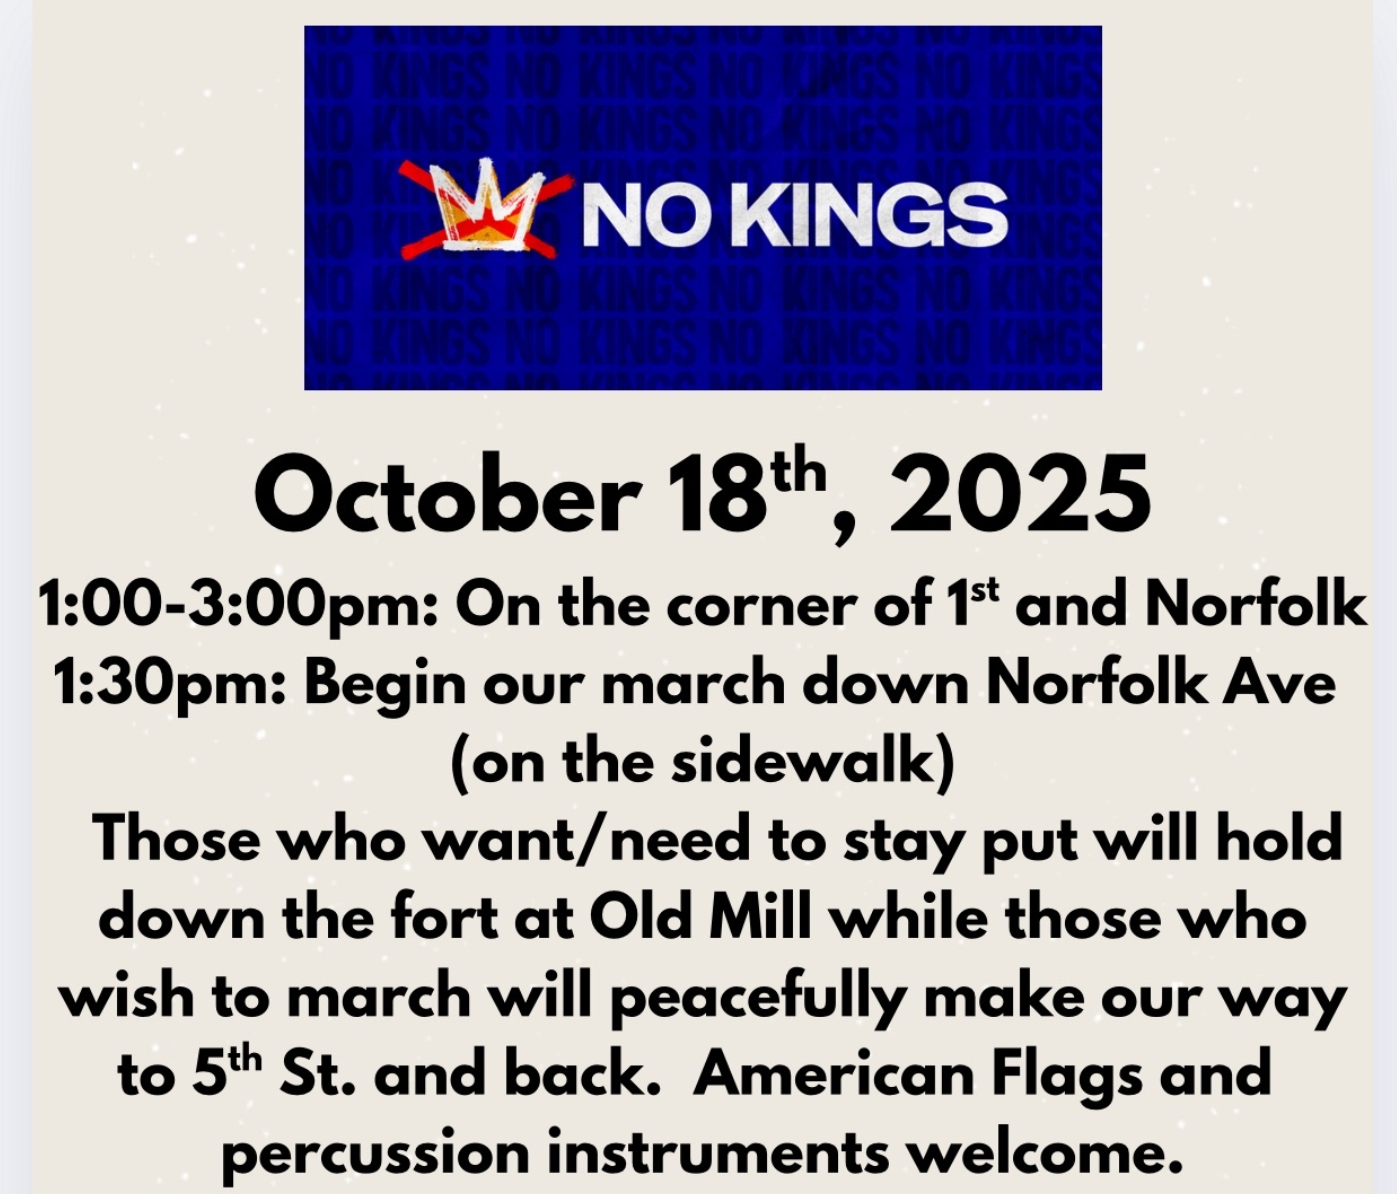 NO KINGS
October 18th, 2025
1:00-3:00pm: On the corner of 1st and Norfolk
1:30pm: Begin our march down Norfolk Ave
(on the sidewalk)
Those who want/need to stay put will hold
down the fort at Old Mill while those who
wish to march will peacefully make our way
to 5th St. and back.  American Flags and
percussion instruments welcome.